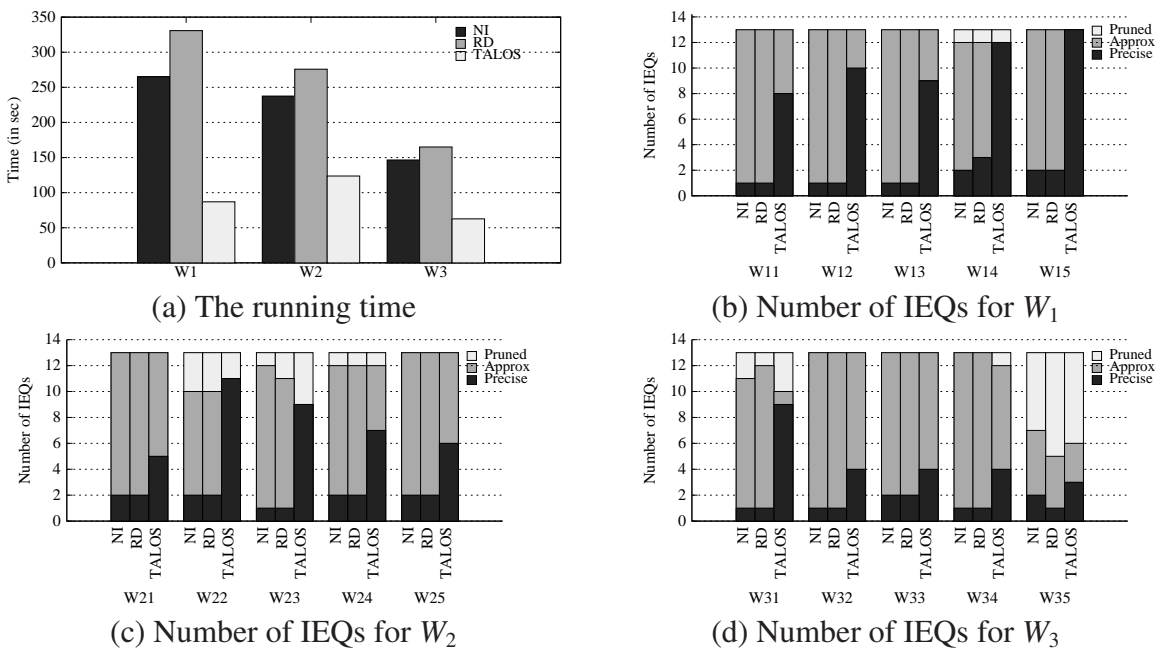 350
300
250
200
150
100
50
0
Time (in sec)
NI
RD
TALOS
W1 W2 W3
(a) The running time
14
12
10
8
6
4
2
0
Number of IEQs
Pruned
Approx
Precise
NI RD TALOS NI RD TALOS NI RD TALOS NI RD TALOS NI RD TALOS
W11 W12 W13 W14 W15
(b) Number of IEQs for W1
14
12
10
8
6
4
2
0
Number of IEQs
Pruned
Approx
Precise
NI RD TALOS NI RD TALOS NI RD TALOS NI RD TALOS NI RD TALOS
W21 W22 W23 W24 W25
(c) Number of IEQs for W2
14
12
10
8
6
4
2
0
Number of IEQs
Pruned
Approx
Precise
NI RD TALOS NI RD TALOS NI RD TALOS NI RD TALOS NI RD TALOS
W31 W32 W33 W34 W35
(d) Number of IEQs for W3